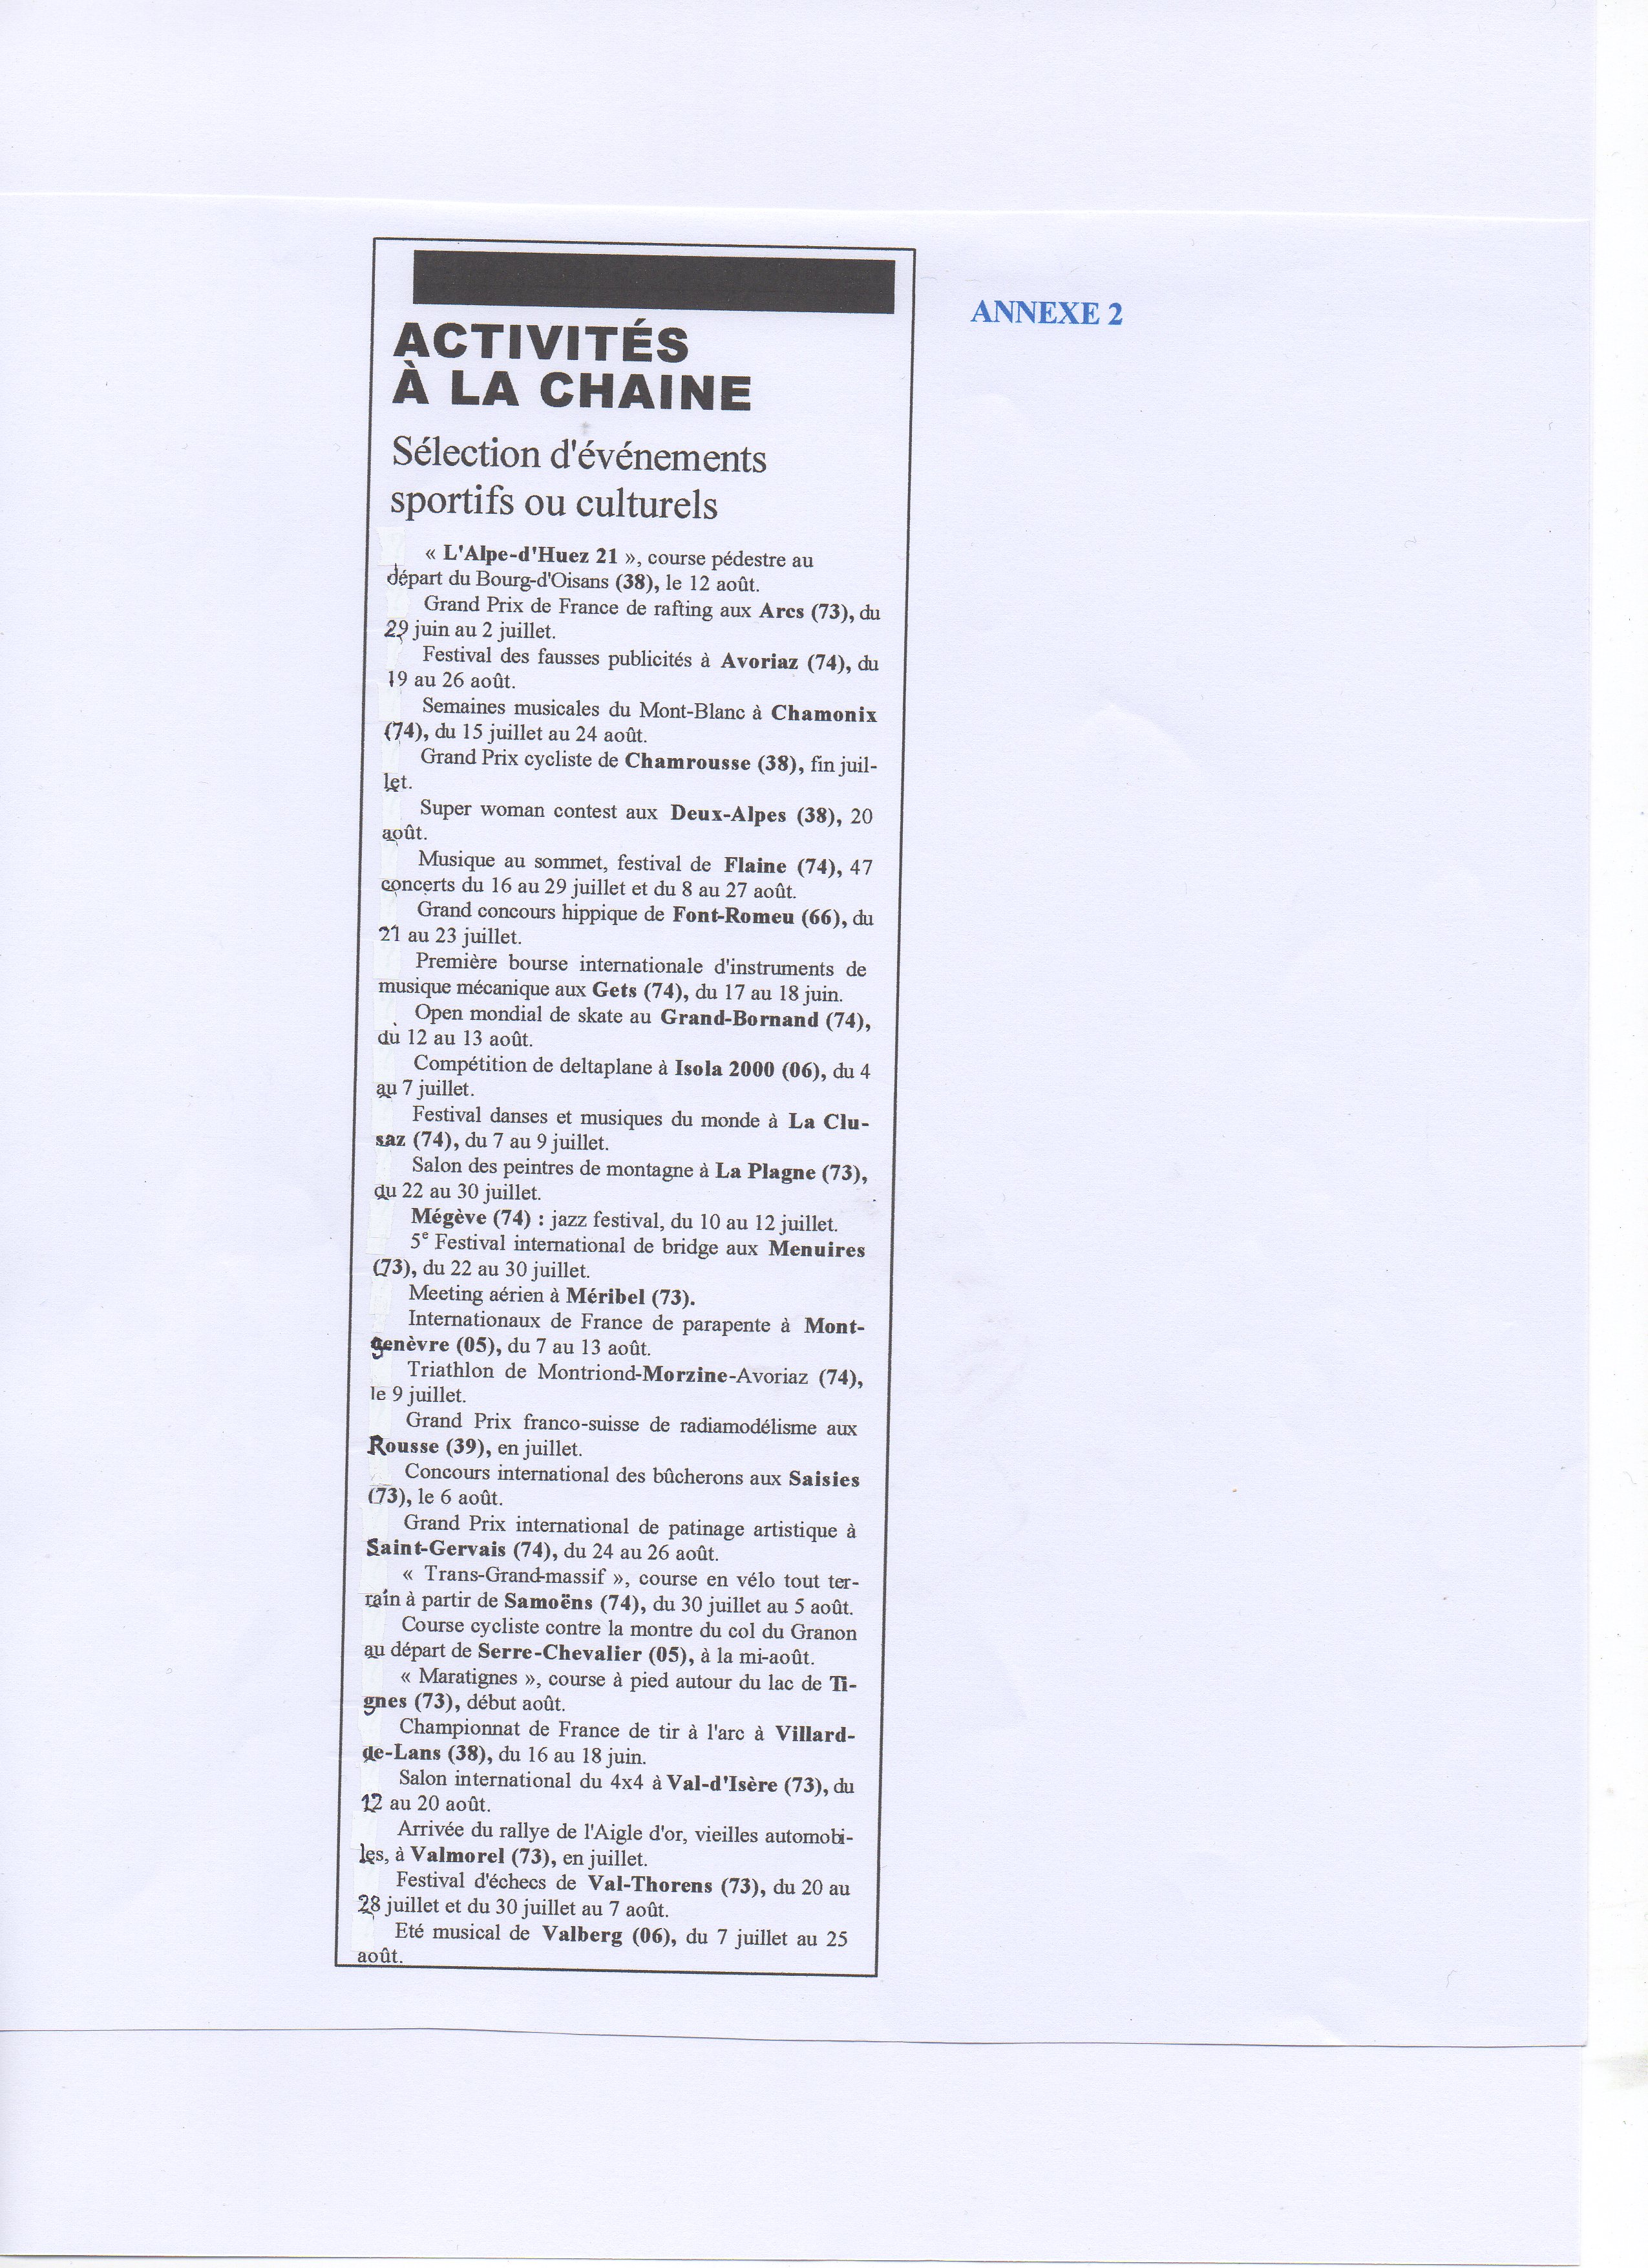 ANNEXE 2
ACTIVITÉS
À LA CHAINE
Sélection d'événements
sportifs ou culturels
« L'Alpe-d'Huez 21 », course pédestre au
départ du Bourg-d'Oisans (38), le 12 août.
Grand Prix de France de rafting aux Arcs (73), du
29 juin au 2 juillet.
Festival des fausses publicités à Avoriaz (74), du
19 au 26 août.
Semaines musicales du Mont-Blanc à Chamonix
(74), du 15 juillet au 24 août.
Grand Prix cycliste de Chamrousse (38), fin juil-
let.
Super woman contest aux Deux-Alpes (38), 20
août.
Musique au sommet, festival de Flaine (74), 47
concerts du 16 au 29 juillet et du 8 au 27 août.
Grand concours hippique de Font-Romeu (66), du
21 au 23 juillet.
Première bourse internationale d'instruments de
musique mécanique aux Gets (74), du 17 au 18 juin.
Open mondial de skate au Grand-Bornand (74),
du 12 au 13 août.
Compétition de deltaplane à Isola 2000 (06), du 4
au 7 juillet.
Festival danses et musiques du monde à La Clu-
saz (74), du 7 au 9 juillet.
Salon des peintres de montagne à La Plagne (73),
du 22 au 30 juillet.
Mégève (74) : jazz festival, du 10 au 12 juillet.
5e Festival international de bridge aux Menuires
(73), du 22 au 30 juillet.
Meeting aérien à Méribel (73).
Internationaux de France de parapente à Mont-
genèvre (05), du 7 au 13 août.
Triathlon de Montriond-Morzine-Avoriaz (74),
le 9 juillet.
Grand Prix franco-suisse de radiamodélisme aux
Rousse (39), en juillet.
Concours international des bûcherons aux Saisies
(73), le 6 août.
Grand Prix international de patinage artistique à
Saint-Gervais (74), du 24 au 26 août.
« Trans-Grand-massif », course en vélo tout ter-
rain à partir de Samoëns (74), du 30 juillet au 5 août.
Course cycliste contre la montre du col du Granon
au départ de Serre-Chevalier (05), à la mi-août.
« Maratignes », course à pied autour du lac de Ti-
gnes (73), début août.
Championnat de France de tir à l'arc à Villard-
de-Lans (38), du 16 au 18 juin.
Salon international du 4x4 à Val-d'Isère (73), du
12 au 20 août.
Arrivée du rallye de l'Aigle d'or, vieilles automobi-
les, à Valmorel (73), en juillet.
Festival d'échecs de Val-Thorens (73), du 20 au
28 juillet et du 30 juillet au 7 août.
Eté musical de Valberg (06), du 7 juillet au 25
août.